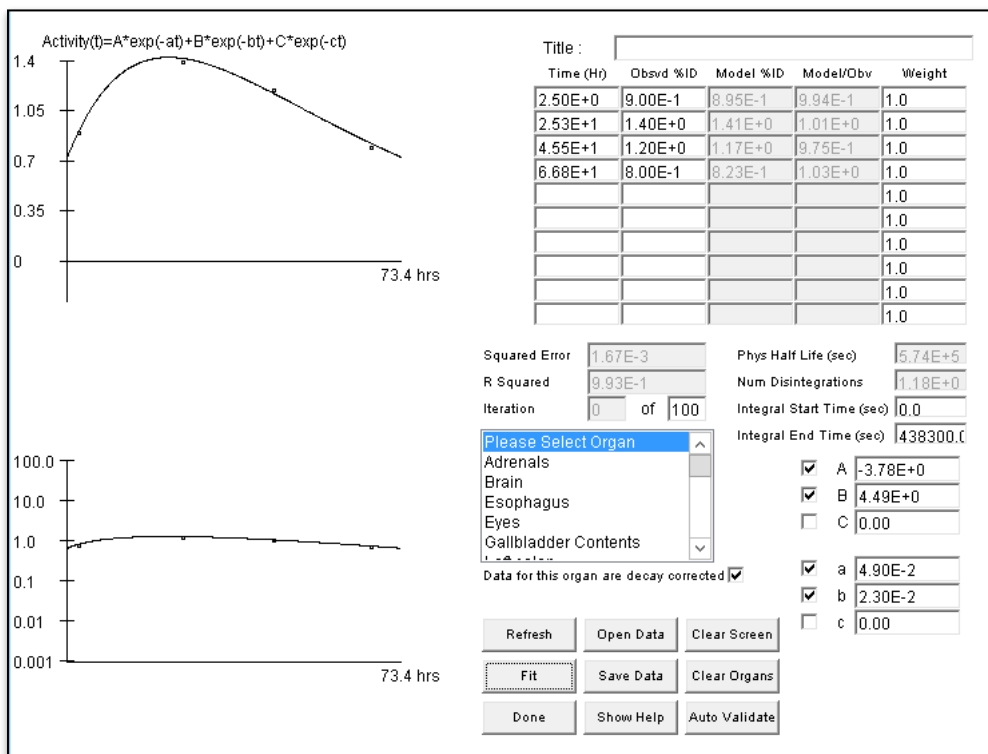 Activity(t)=A*exp(-at)+B*exp(-bt)+C*exp(-ct)
1.4
1.05
0.7
0.35
0
73.4 hrs
Title :
Time (Hr) Obsvd %ID Model %ID Model/Obv Weight
2.50E+0 9.00E-1 8.95E-1 9.94E-1 1.0
2.53E+1 1.40E+0 1.41E+0 1.01E+0 1.0
4.55E+1 1.20E+0 1.17E+0 9.75E-1 1.0
6.68E+1 8.00E-1 8.23E-1 1.03E+0 1.0
1.0
1.0
1.0
1.0
1.0
1.0
Squared Error 1.67E-3 Phys Half Life (sec) 5.74E+5
R Squared 9.93E-1 Num Disintegrations 1.18E+0
Iteration 0 of 100 Integral Start Time (sec) 0.0
Integral End Time (sec) 438300.0
Please Select Organ
Adrenals
Brain
Esophagus
Eyes
Gallbladder Contents
A -3.78E+0
B 4.49E+0
C 0.00
a 4.90E-2
b 2.30E-2
c 0.00
Data for this organ are decay corrected
100.0
10.0
1.0
0.1
0.01
0.001
73.4 hrs
Refresh Open Data Clear Screen
Fit Save Data Clear Organs
Done Show Help Auto Validate